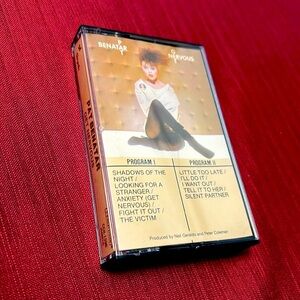 BENATAR
NERVOUS
PAT BENATAR
PROGRAM I
SHADOWS OF THE
NIGHT /
LOOKING FOR A
STRANGER /
ANXIETY (GET
NERVOUS) /
FIGHT IT OUT /
THE VICTIM
PROGRAM II
LITTLE TOO LATE /
I'LL DO IT /
I WANT OUT /
TELL IT TO HER /
SILENT PARTNER
Produced by Neil Geraldo and Peter Coleman